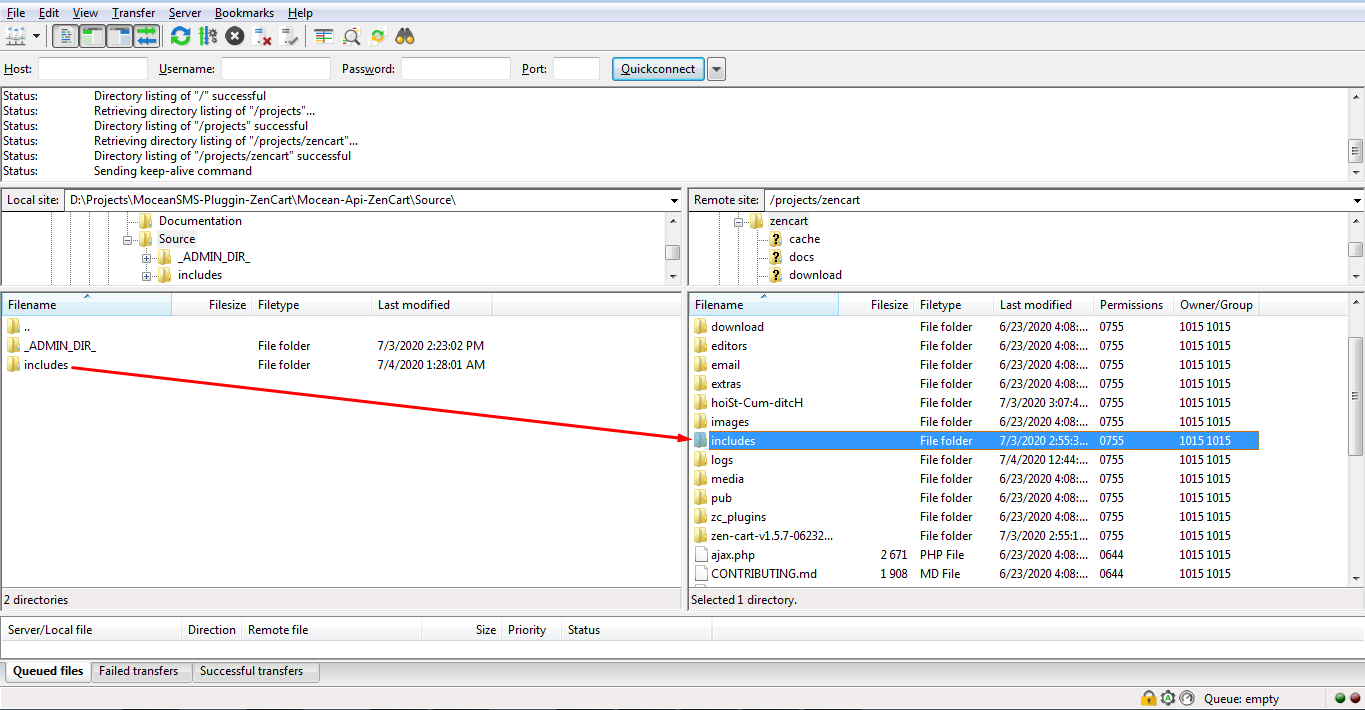 File Edit View Transfer Server Bookmarks Help
Host: Username: Password: Port: Quickconnect
Status: Directory listing of "/" successful
Status: Retrieving directory listing of "/projects"...
Status: Directory listing of "/projects" successful
Status: Retrieving directory listing of "/projects/zencart"...
Status: Directory listing of "/projects/zencart" successful
Status: Sending keep-alive command
Local site: D:\Projects\MoceanSMS-Pluggin-ZenCart\Mocean-Api-ZenCart\Source\
Documentation
Source
_ADMIN_DIR_
includes
Filename Filesize Filetype Last modified
..
_ADMIN_DIR_ File folder 7/3/2020 2:23:02 PM
includes File folder 7/4/2020 1:28:01 AM
2 directories
Remote site: /projects/zencart
zencart
cache
docs
download
Filename Filesize Filetype Last modified Permissions Owner/Group
download File folder 6/23/2020 4:08:... 0755 1015 1015
editors File folder 6/23/2020 4:08:... 0755 1015 1015
email File folder 6/23/2020 4:08:... 0755 1015 1015
extras File folder 6/23/2020 4:08:... 0755 1015 1015
hoiSt-Cum-ditcH File folder 7/3/2020 3:07:4... 0755 1015 1015
images File folder 6/23/2020 4:08:... 0755 1015 1015
includes File folder 7/3/2020 2:55:3... 0755 1015 1015
logs File folder 7/4/2020 12:44:... 0755 1015 1015
media File folder 6/23/2020 4:08:... 0755 1015 1015
pub File folder 6/23/2020 4:08:... 0755 1015 1015
zc_plugins File folder 6/23/2020 4:08:... 0755 1015 1015
zen-cart-v1.5.7-06232... File folder 7/3/2020 2:55:1... 0755 1015 1015
ajax.php 2 671 PHP File 6/23/2020 4:08:... 0644 1015 1015
CONTRIBUTING.md 1 908 MD File 6/23/2020 4:08:... 0644 1015 1015
Selected 1 directory.
Server/Local file Direction Remote file Size Priority Status
Queued files Failed transfers Successful transfers
Queue: empty